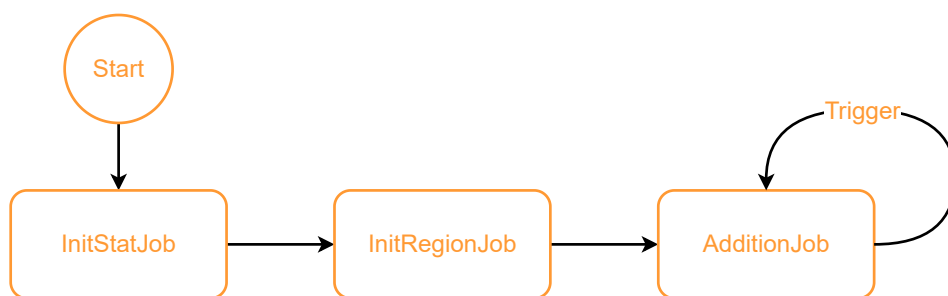 Start
Trigger
InitStatJob
InitRegionJob
AdditionJob